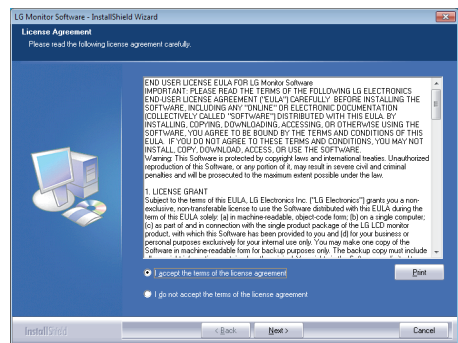 LG Monitor Software - InstallShield Wizard
License Agreement
Please read the following license agreement carefully.
END USER LICENSE EULA FOR LG Monitor Software
IMPORTANT: PLEASE READ THE TERMS OF THE FOLLOWING LG ELECTRONICS
END-USER LICENSE AGREEMENT ("EULA") CAREFULLY BEFORE INSTALLING THE
SOFTWARE, INCLUDING ANY "ONLINE" OR ELECTRONIC DOCUMENTATION
(COLLECTIVELY CALLED "SOFTWARE") DISTRIBUTED WITH THIS EULA. BY
INSTALLING, COPYING, DOWNLOADING, ACCESSING, OR OTHERWISE USING THE
SOFTWARE, YOU AGREE TO BE BOUND BY THE TERMS AND CONDITIONS OF THIS
EULA. IF YOU DO NOT AGREE TO THESE TERMS AND CONDITIONS, YOU MAY NOT
INSTALL, COPY, DOWNLOAD, ACCESS, OR USE THE SOFTWARE.
Warning: This Software is protected by copyright laws and international treaties. Unauthorized
reproduction of this Software, or any portion of it, may result in severe civil and criminal
penalties and will be prosecuted to the maximum extent possible under the law.
1. LICENSE GRANT
Subject to the terms of this EULA, LG Electronics Inc. ("LG Electronics") grants you a non-
exclusive, non-transferable license to use the Software distributed with this EULA during the
term of this EULA solely: (a) in machine-readable, object-code form; (b) on a single computer;
(c) as part of and in connection with the single product package of the LG LCD monitor
product, with which this Software has been provided to you and (d) for your business or
personal purposes exclusively for your internal use only. You may make one copy of the
Software in machine-readable form for backup purposes only. The backup copy must include
I accept the terms of the license agreement
Print
I do not accept the terms of the license agreement
InstallShield
< Back
Next >
Cancel